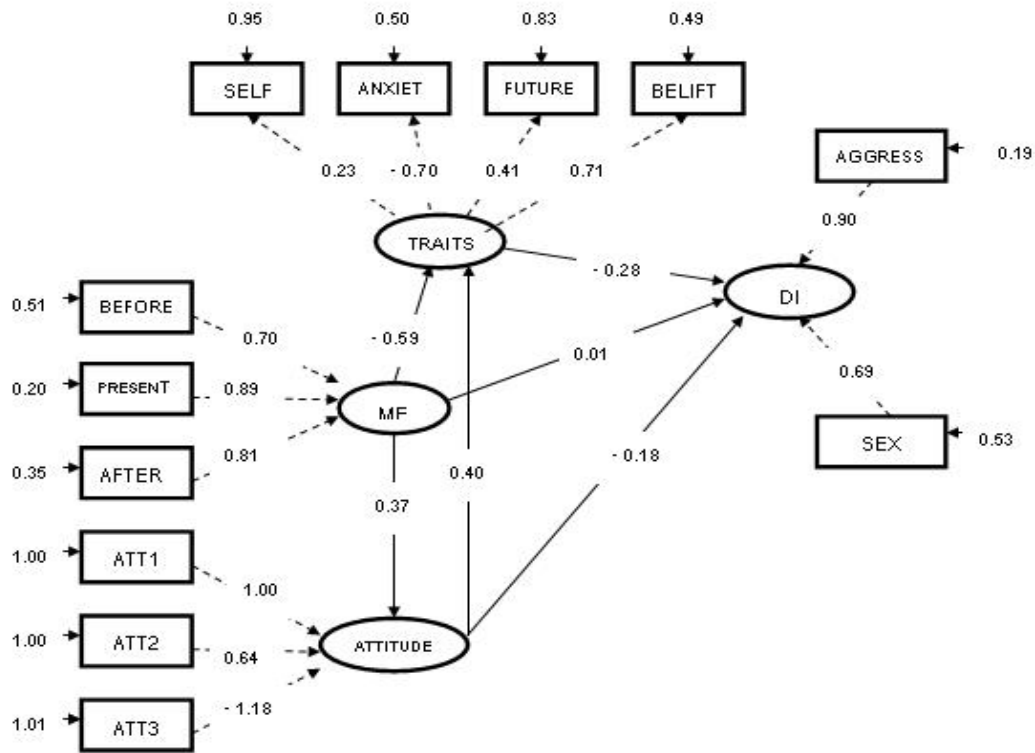 0.95 0.50 0.83 0.49
SELF ANXIET FUTURE BELIFT
AGGRESS 0.19
0.23 - 0.70 0.41 0.71
0.90
TRAITS
- 0.28
DI
0.51 BEFORE
0.70 - 0.59
0.01
0.69
0.20 PRESENT 0.89
MF
SEX 0.53
0.35 AFTER 0.81
- 0.18
0.40
0.37
1.00 ATT1
1.00
1.00 ATT2 0.64
ATTITUDE
- 1.18
1.01 ATT3